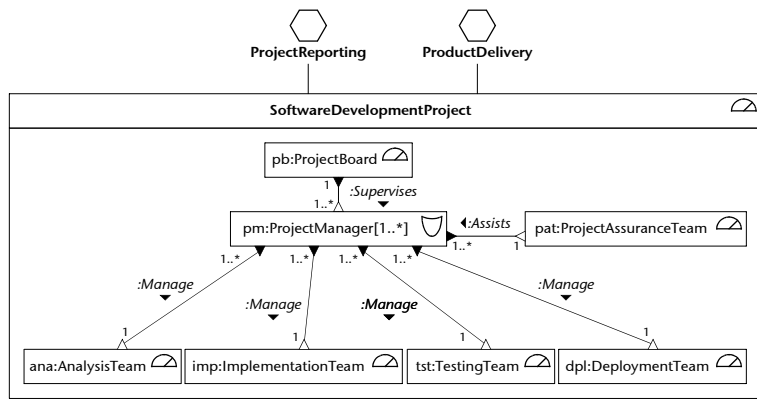 ProjectReporting
ProductDelivery
SoftwareDevelopmentProject
pb:ProjectBoard
1
:Supervises
1..*
pm:ProjectManager[1..*]
:Assists
1..*
1
pat:ProjectAssuranceTeam
1..*
1..*
1..*
1..*
:Manage
:Manage
:Manage
:Manage
1
1
1
1
ana:AnalysisTeam
imp:ImplementationTeam
tst:TestingTeam
dpl:DeploymentTeam